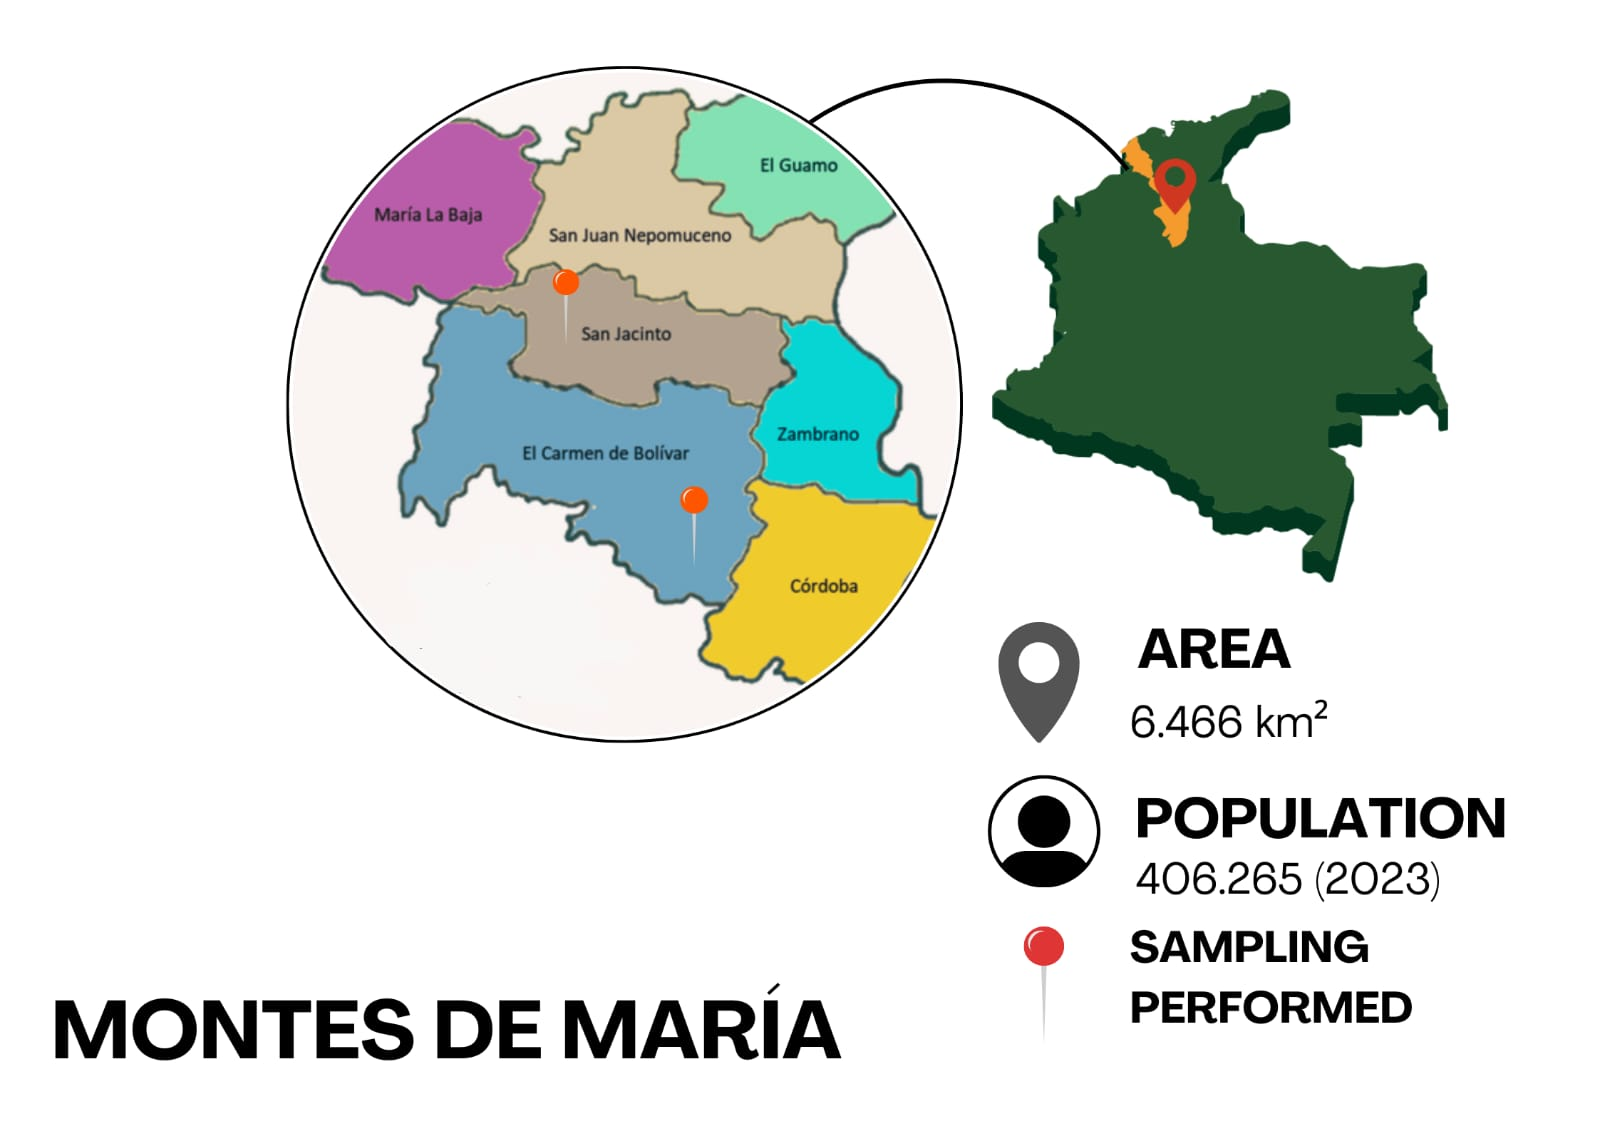 El Guamo
María La Baja
San Juan Nepomuceno
San Jacinto
Zambrano
El Carmen de Bolívar
Córdoba
AREA
6.466 km²
POPULATION
406.265 (2023)
SAMPLING
PERFORMED
MONTES DE MARÍA